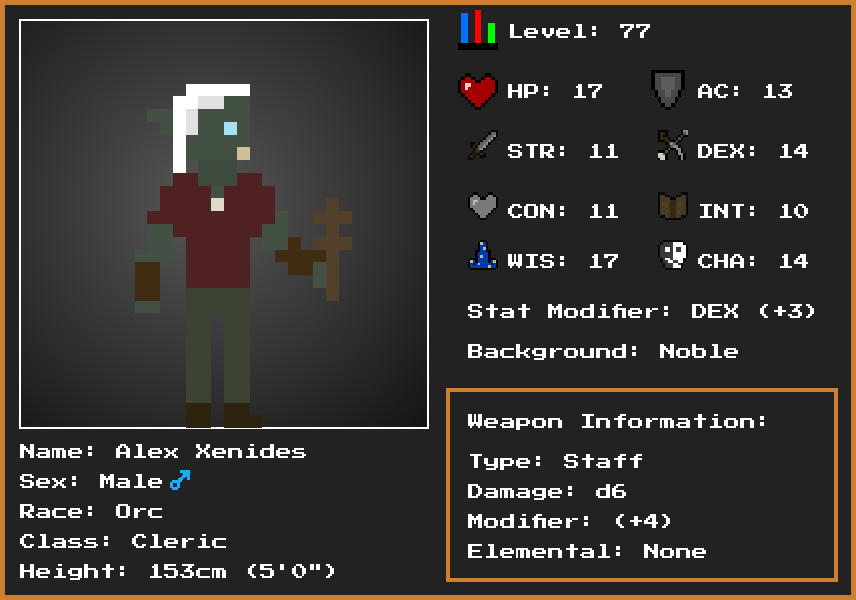 Level: 77
HP: 17
AC: 13
STR: 11
DEX: 14
CON: 11
INT: 10
WIS: 17
CHA: 14
Stat Modifier: DEX (+3)
Background: Noble
Weapon Information:
Type: Staff
Damage: d6
Modifier: (+4)
Elemental: None
Name: Alex Xenides
Sex: Male ♂
Race: Orc
Class: Cleric
Height: 153cm (5'0")